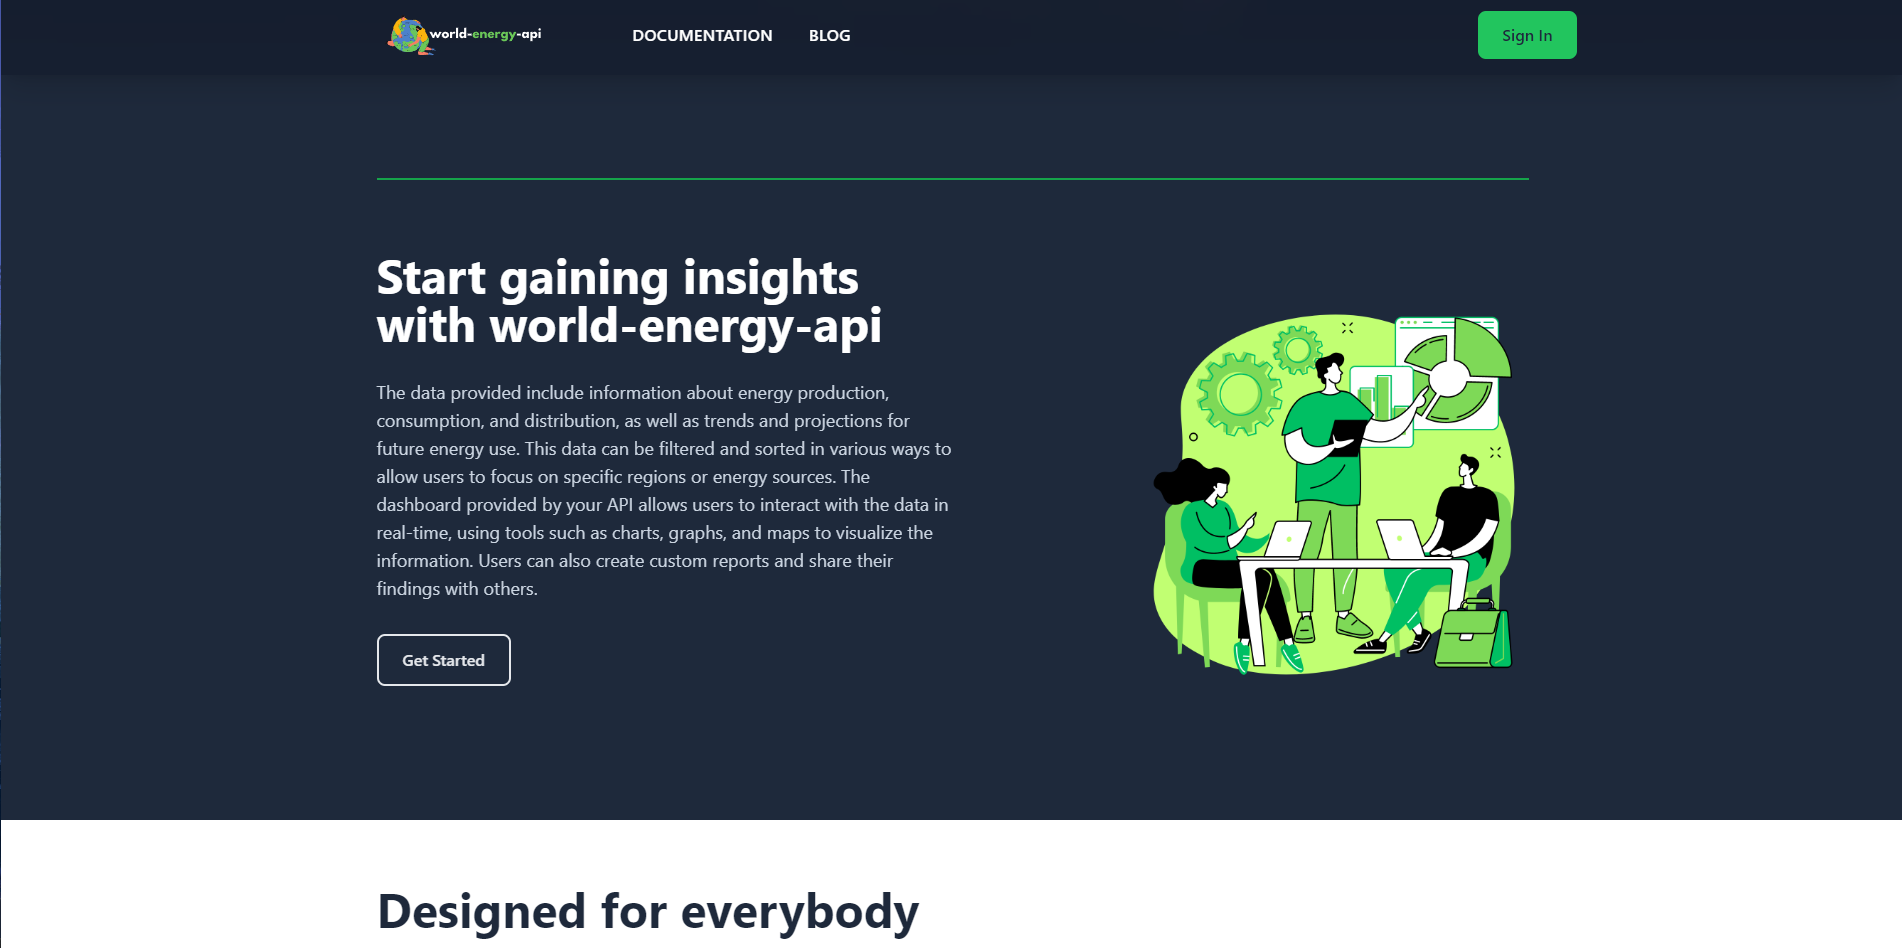 world-energy-api
DOCUMENTATION
BLOG
Sign In
Start gaining insights
with world-energy-api
The data provided include information about energy production,
consumption, and distribution, as well as trends and projections for
future energy use. This data can be filtered and sorted in various ways to
allow users to focus on specific regions or energy sources. The
dashboard provided by your API allows users to interact with the data in
real-time, using tools such as charts, graphs, and maps to visualize the
information. Users can also create custom reports and share their
findings with others.
Get Started
Designed for everybody